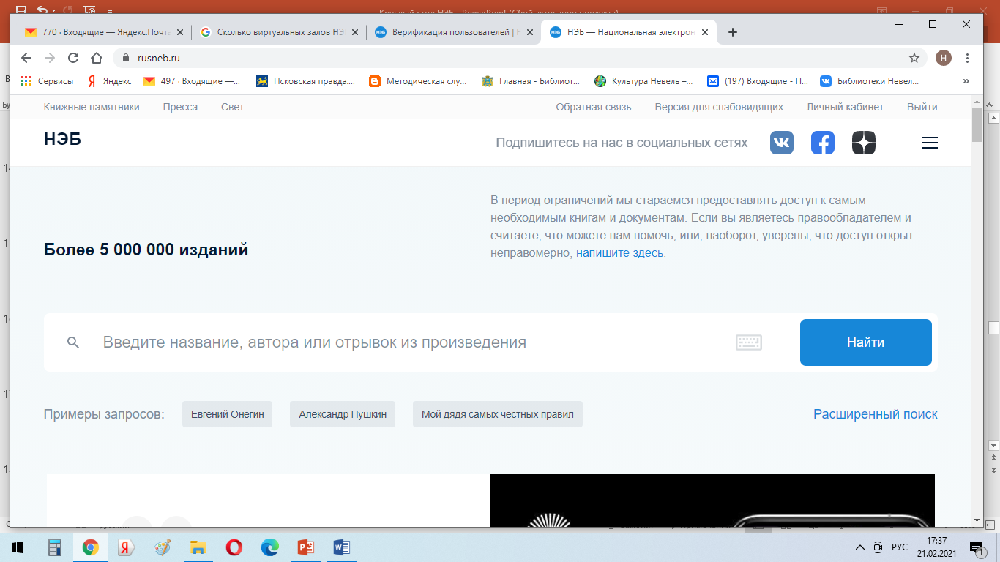 Круглый стол НЭБ - PowerPoint (Сбой активации продукта)
770 · Входящие — Яндекс.Почта
Сколько виртуальных залов НЭ
Верификация пользователей |
НЭБ — Национальная электрон
rusneb.ru
Н
Сервисы
Яндекс
497 · Входящие —...
Псковская правда....
Методическая слу...
Главная - Библиот...
Культура Невель –...
(197) Входящие - П...
Библиотеки Невел...
»
Книжные памятники
Пресса
Свет
Обратная связь
Версия для слабовидящих
Личный кабинет
Выйти
НЭБ
Подпишитесь на нас в социальных сетях
В период ограничений мы стараемся предоставлять доступ к самым
необходимым книгам и документам. Если вы являетесь правообладателем и
считаете, что можете нам помочь, или, наоборот, уверены, что доступ открыт
неправомерно, напишите здесь.
Более 5 000 000 изданий
Введите название, автора или отрывок из произведения
Найти
Примеры запросов:
Евгений Онегин
Александр Пушкин
Мой дядя самых честных правил
Расширенный поиск
РУС
17:37
21.02.2021
1